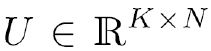 U ∈ ℝ^{K×N}